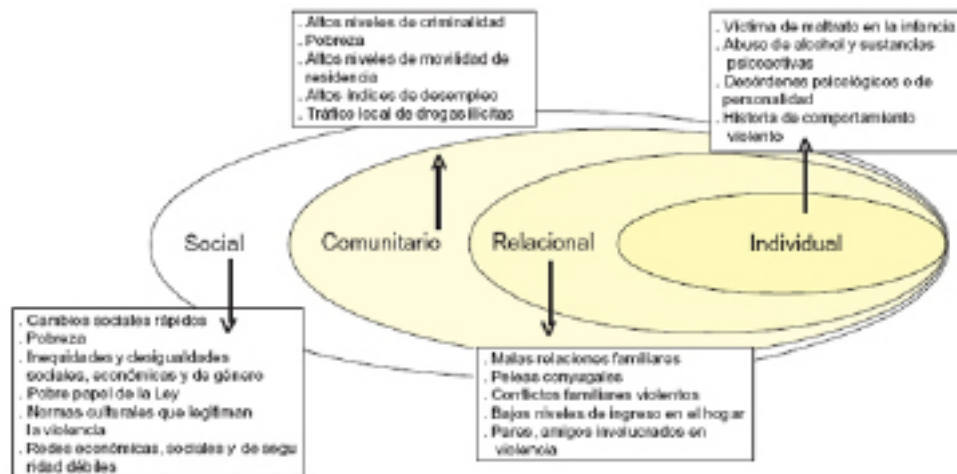 . Altos niveles de criminalidad
. Pobreza
. Altos niveles de movilidad de
residencia
. Altos índices de desempleo
. Tráfico local de drogas ilícitas
. Víctima de maltrato en la infancia
. Abuso de alcohol y sustancias
psicoactivas
. Desórdenes psicológicos o de
personalidad
. Historia de comportamiento
violento
Social
Comunitario
Relacional
Individual
. Cambios sociales rápidos
. Pobreza
. Inequidades y desigualdades
sociales, económicas y de género
. Pobre papel de la Ley
. Normas culturales que legitiman
la violencia
. Redes económicas, sociales y de segu
ridad débiles
. Malas relaciones familiares
. Peleas conyugales
. Conflictos familiares violentos
. Bajos niveles de ingreso en el hogar
. Pares, amigos involucrados en
violencia